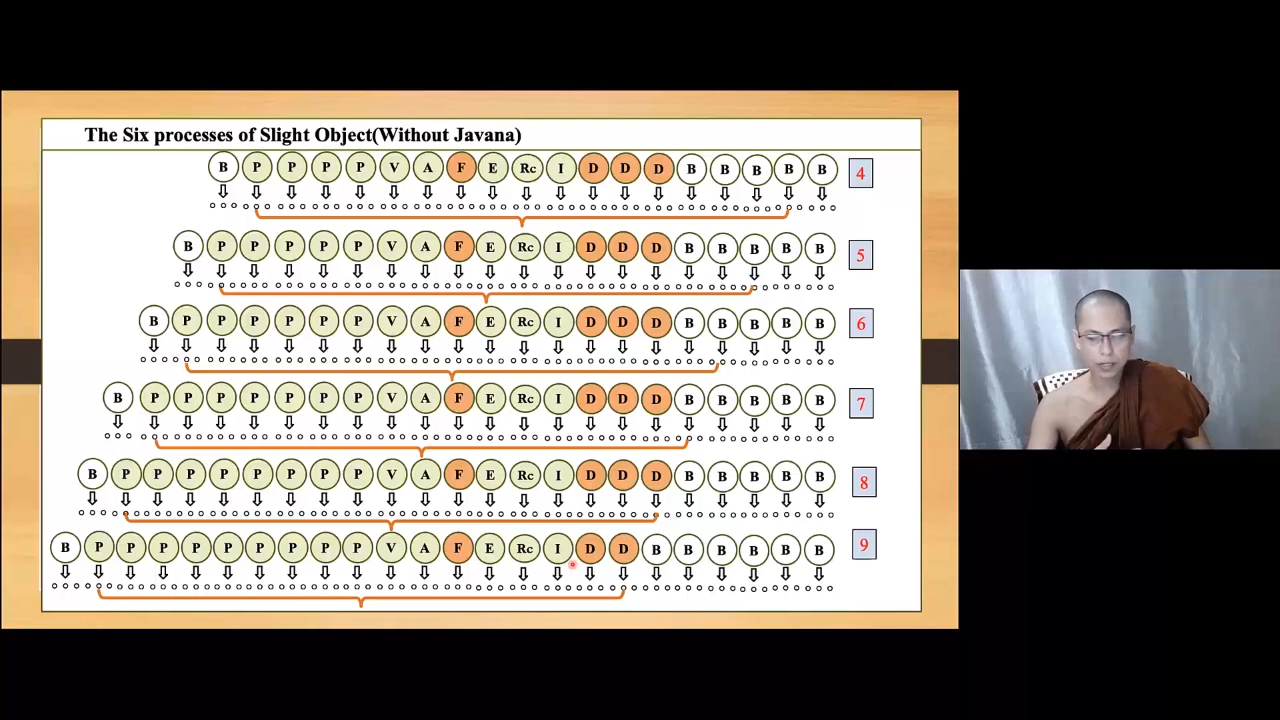 The Six processes of Slight Object(Without Javana)
B P P P P V A F E Rc I D D D B B B B B 4
B P P P P P V A F E Rc I D D D B B B B B 5
B P P P P P P V A F E Rc I D D D B B B B B 6
B P P P P P P P V A F E Rc I D D D B B B B B 7
B P P P P P P P P V A F E Rc I D D D B B B B B 8
B P P P P P P P P P V A F E Rc I D D B B B B B B 9